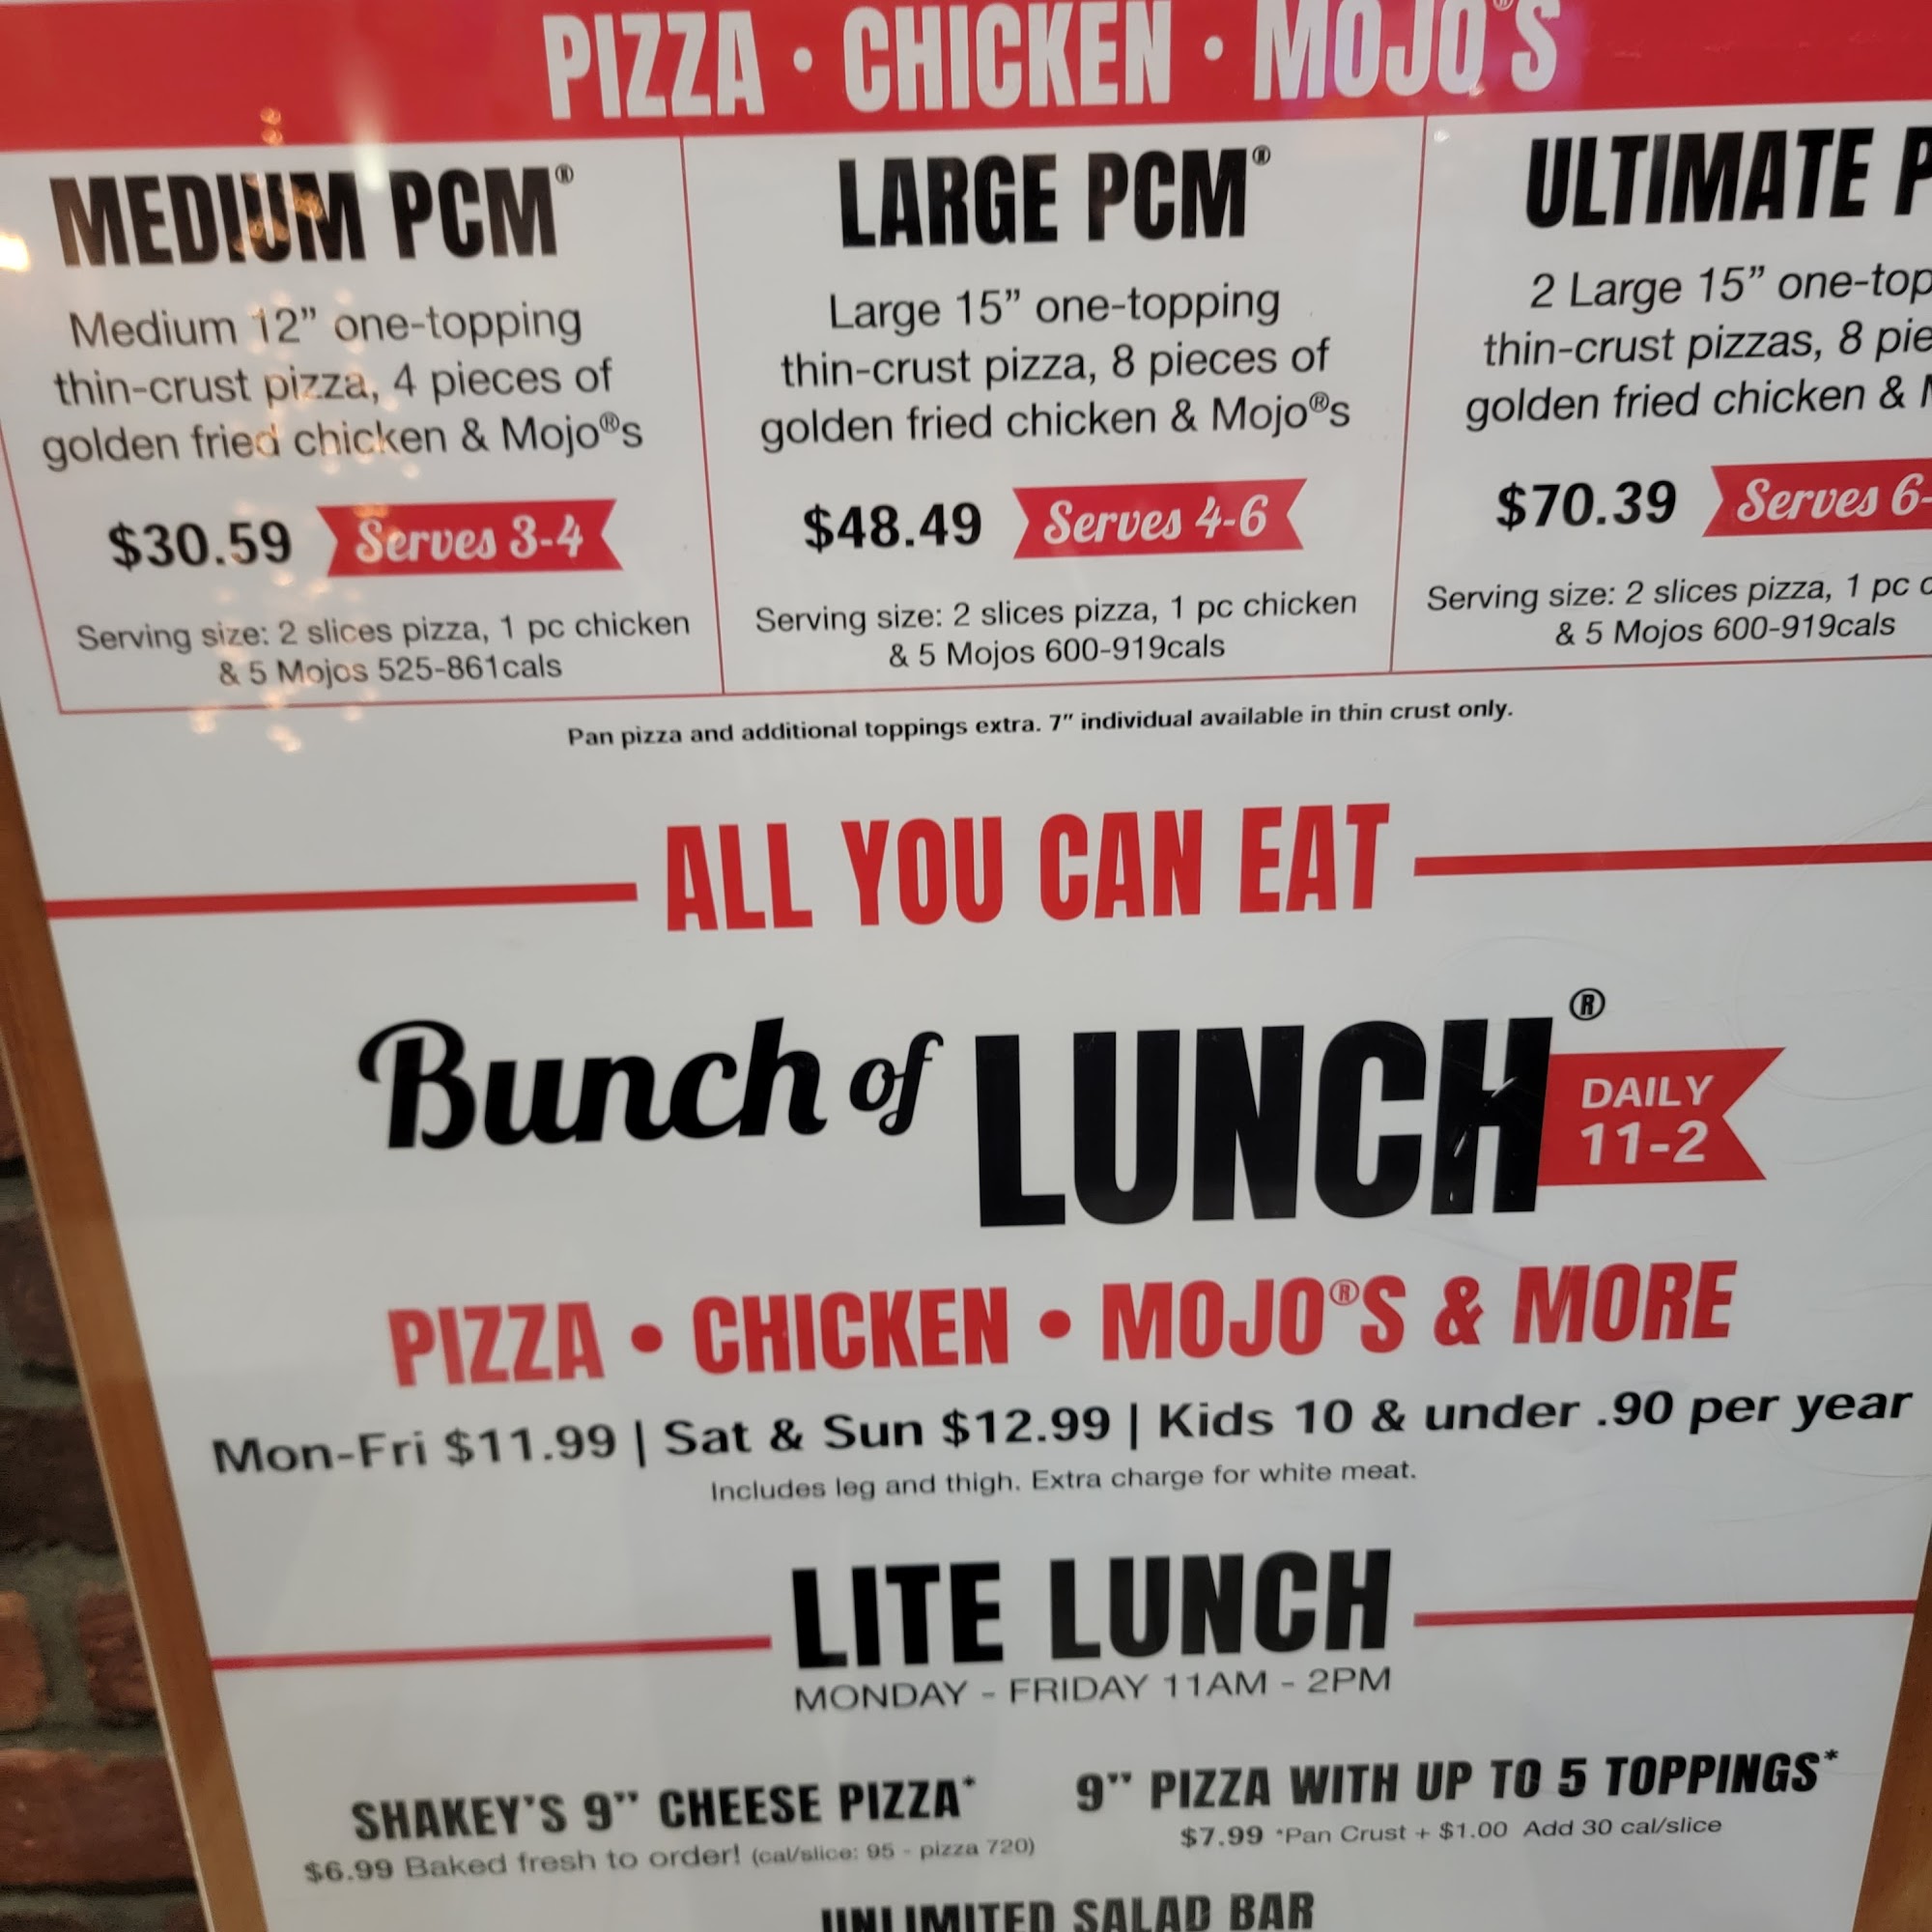 PIZZA • CHICKEN • MOJO®S
MEDIUM PCM®
Medium 12” one-topping
thin-crust pizza, 4 pieces of
golden fried chicken & Mojo®s
$30.59 Serves 3-4
Serving size: 2 slices pizza, 1 pc chicken
& 5 Mojos 525-861cals
LARGE PCM®
Large 15” one-topping
thin-crust pizza, 8 pieces of
golden fried chicken & Mojo®s
$48.49 Serves 4-6
Serving size: 2 slices pizza, 1 pc chicken
& 5 Mojos 600-919cals
ULTIMATE
2 Large 15” one-top
thin-crust pizzas, 8 pie
golden fried chicken &
$70.39 Serves 6-
Serving size: 2 slices pizza, 1 pc
& 5 Mojos 600-919cals
Pan pizza and additional toppings extra. 7” individual available in thin crust only.
ALL YOU CAN EAT
Bunch of LUNCH®
DAILY
11-2
PIZZA • CHICKEN • MOJO®S & MORE
Mon-Fri $11.99 | Sat & Sun $12.99 | Kids 10 & under .90 per year
Includes leg and thigh. Extra charge for white meat.
LITE LUNCH
MONDAY - FRIDAY 11AM - 2PM
SHAKEY’S 9” CHEESE PIZZA*
$6.99 Baked fresh to order! (cal/slice: 95 - pizza 720)
9” PIZZA WITH UP TO 5 TOPPINGS*
$7.99 *Pan Crust + $1.00 Add 30 cal/slice
UNLIMITED SALAD BAR